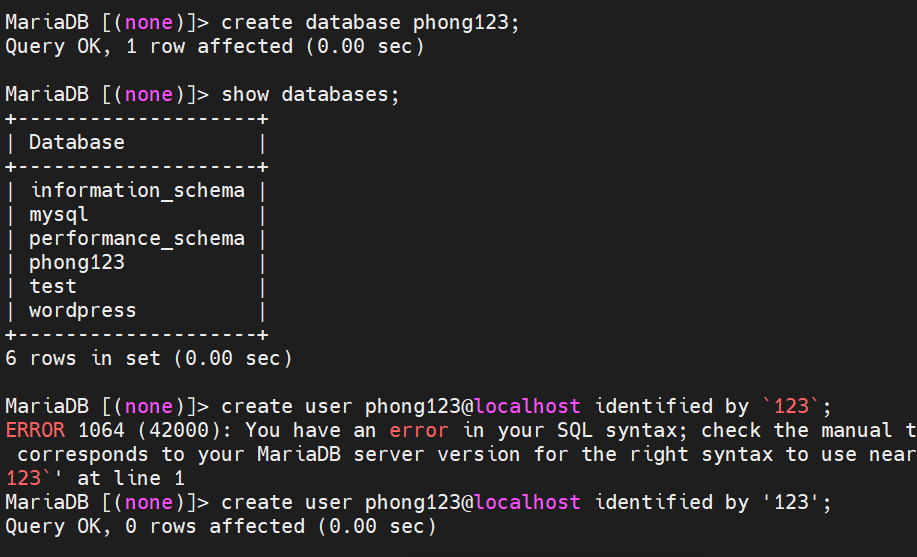 MariaDB [(none)]> create database phong123;
Query OK, 1 row affected (0.00 sec)
MariaDB [(none)]> show databases;
+--------------------+
| Database           |
+--------------------+
| information_schema |
| mysql              |
| performance_schema |
| phong123           |
| test               |
| wordpress          |
+--------------------+
6 rows in set (0.00 sec)
MariaDB [(none)]> create user phong123@localhost identified by `123`;
ERROR 1064 (42000): You have an error in your SQL syntax; check the manual t
corresponds to your MariaDB server version for the right syntax to use near
123`' at line 1
MariaDB [(none)]> create user phong123@localhost identified by '123';
Query OK, 0 rows affected (0.00 sec)